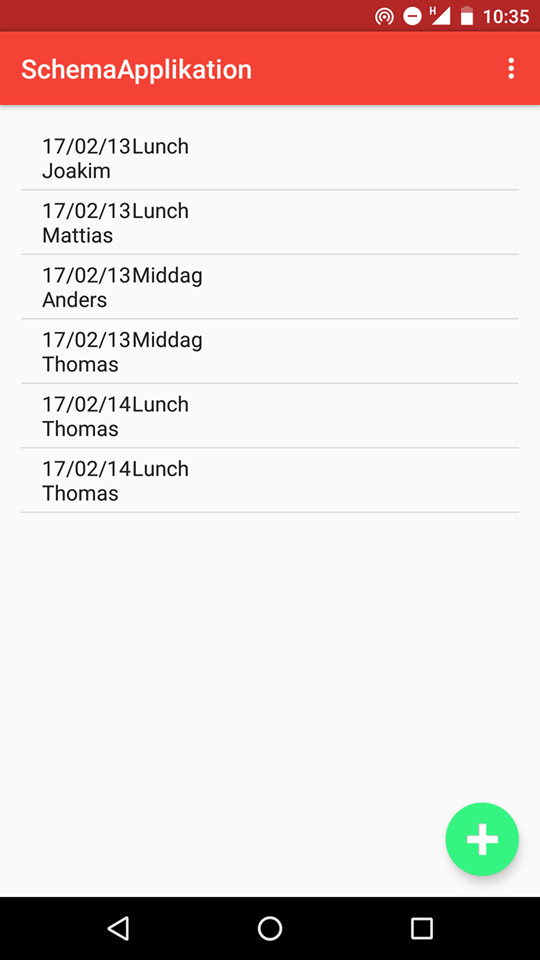 H 10:35
SchemaApplikation
17/02/13Lunch
Joakim
17/02/13Lunch
Mattias
17/02/13Middag
Anders
17/02/13Middag
Thomas
17/02/14Lunch
Thomas
17/02/14Lunch
Thomas